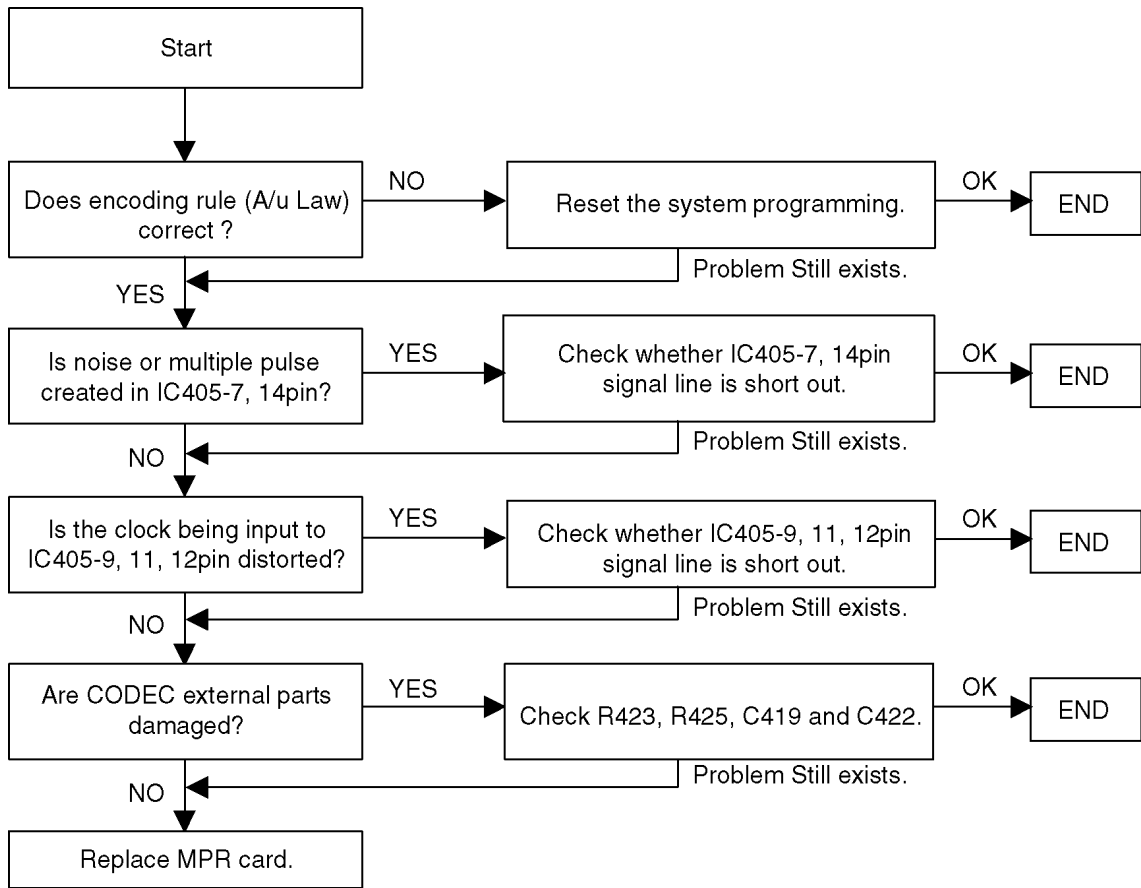 Start
Does encoding rule (A/u Law)
correct ?
NO
Reset the system programming.
OK
END
Problem Still exists.
YES
Is noise or multiple pulse
created in IC405-7, 14pin?
YES
Check whether IC405-7, 14pin
signal line is short out.
OK
END
Problem Still exists.
NO
Is the clock being input to
IC405-9, 11, 12pin distorted?
YES
Check whether IC405-9, 11, 12pin
signal line is short out.
OK
END
Problem Still exists.
NO
Are CODEC external parts
damaged?
YES
Check R423, R425, C419 and C422.
OK
END
Problem Still exists.
NO
Replace MPR card.